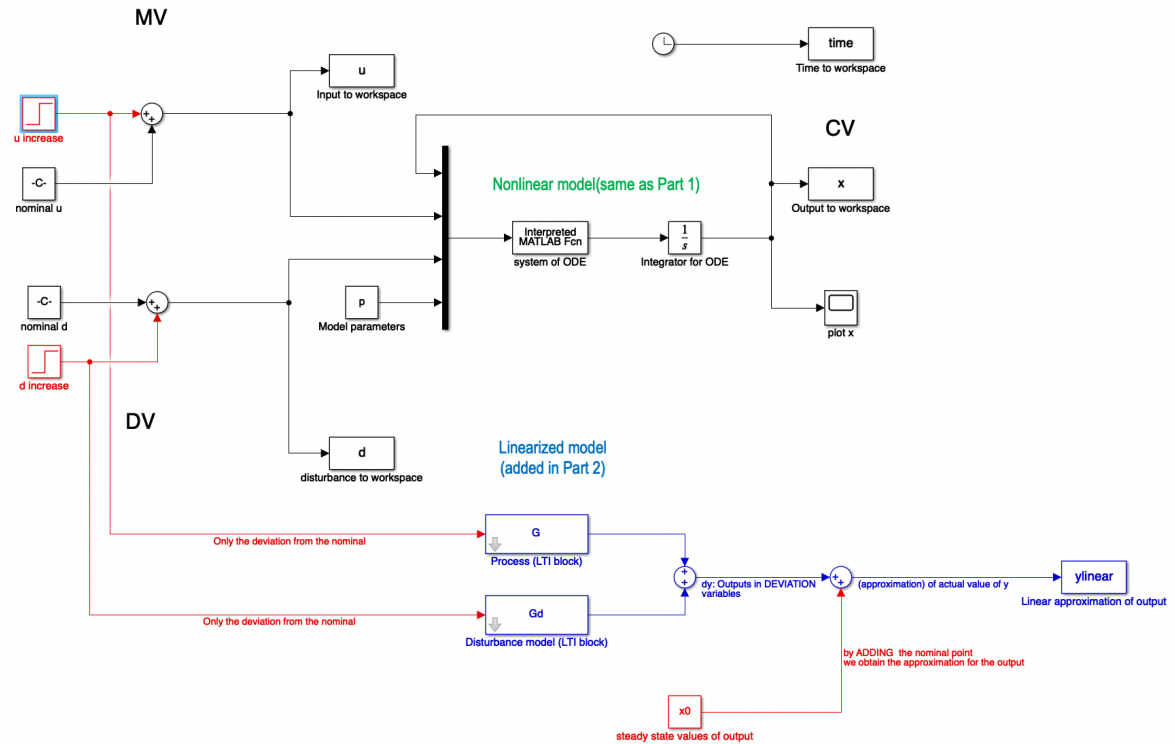 MV
time
Time to workspace
u
Input to workspace
u increase
CV
-C-
nominal u
Nonlinear model(same as Part 1)
x
Output to workspace
Interpreted
MATLAB Fcn
system of ODE
1
s
Integrator for ODE
-C-
nominal d
p
Model parameters
plot x
d increase
DV
d
disturbance to workspace
Linearized model
(added in Part 2)
Only the deviation from the nominal
G
Process (LTI block)
dy: Outputs in DEVIATION
variables
(approximation) of actual value of y
ylinear
Linear approximation of output
Only the deviation from the nominal
Gd
Disturbance model (LTI block)
by ADDING the nominal point
we obtain the approximation for the output
x0
steady state values of output